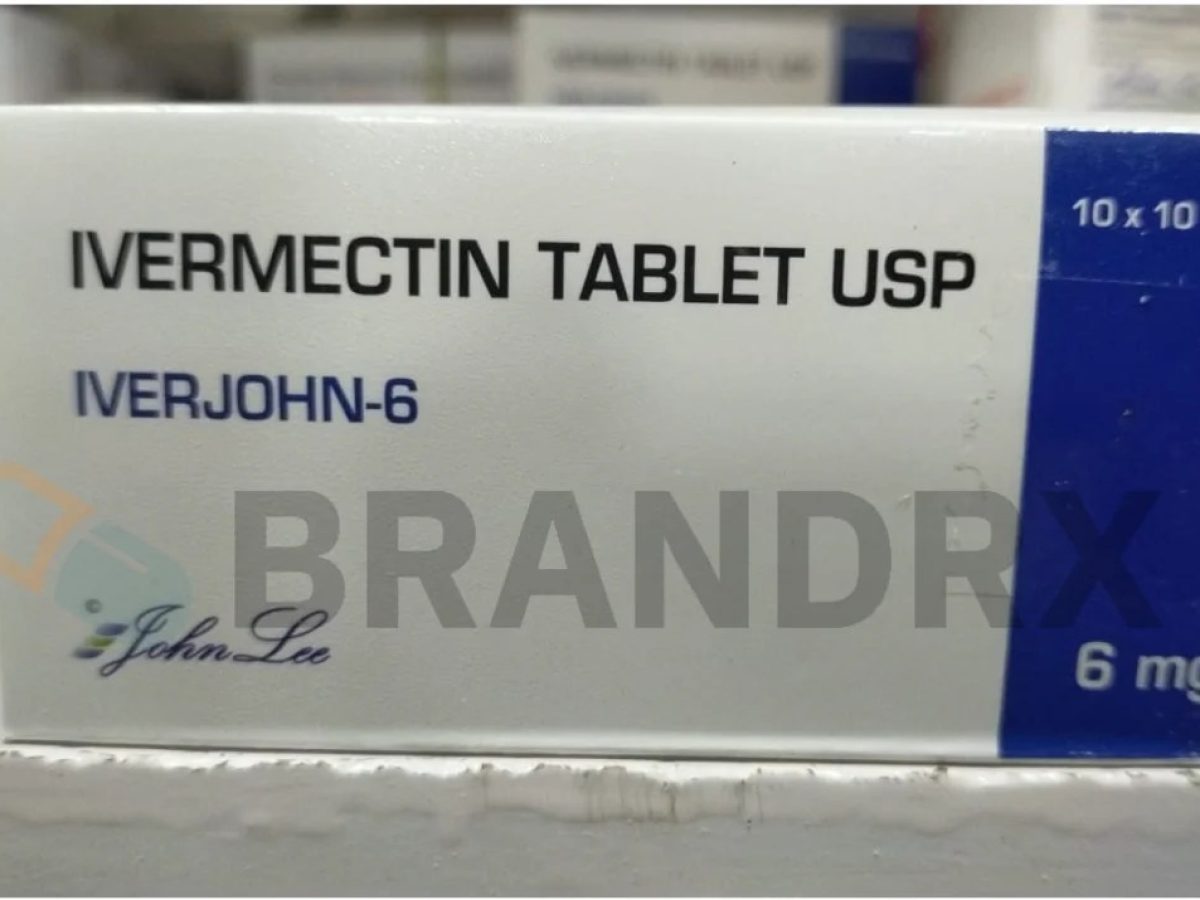 IVERMECTIN TABLET USP
10 x 10
IVERJOHN-6
BRANDRX
© John Lee
6 mg